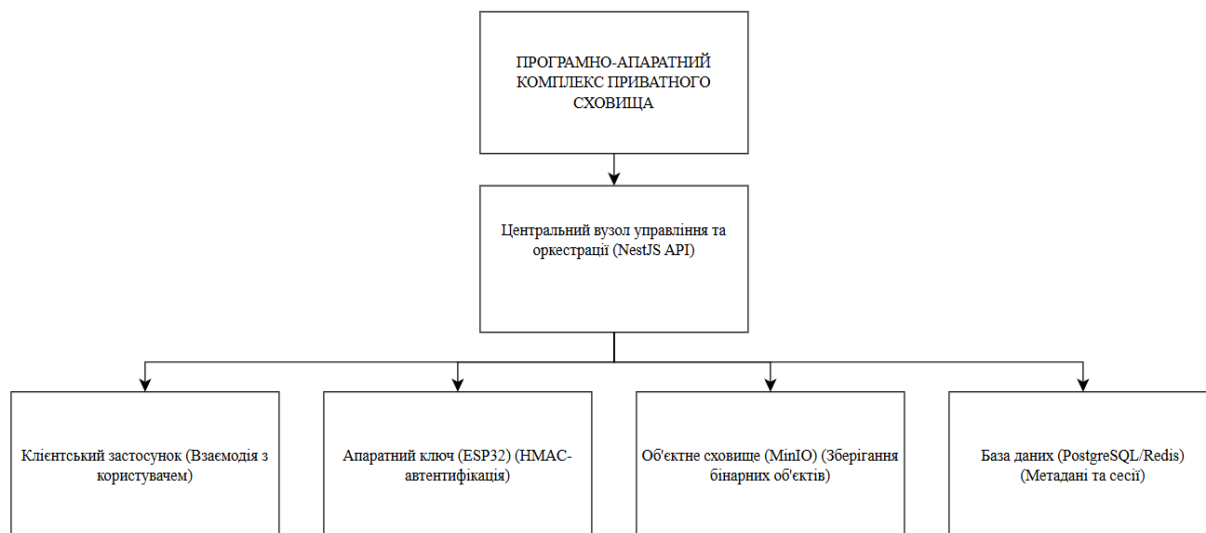 ПРОГРАМНО-АПАРАТНИЙ
КОМПЛЕКС ПРИВАТНОГО
СХОВИЩА
Центральний вузол управління та
оркестрації (NestJS API)
Клієнтський застосунок (Взаємодія з
користувачем)
Апаратний ключ (ESP32) (HMAC-
автентифікація)
Об'єктне сховище (MinIO) (Зберігання
бінарних об'єктів)
База даних (PostgreSQL/Redis)
(Метадані та сесії)